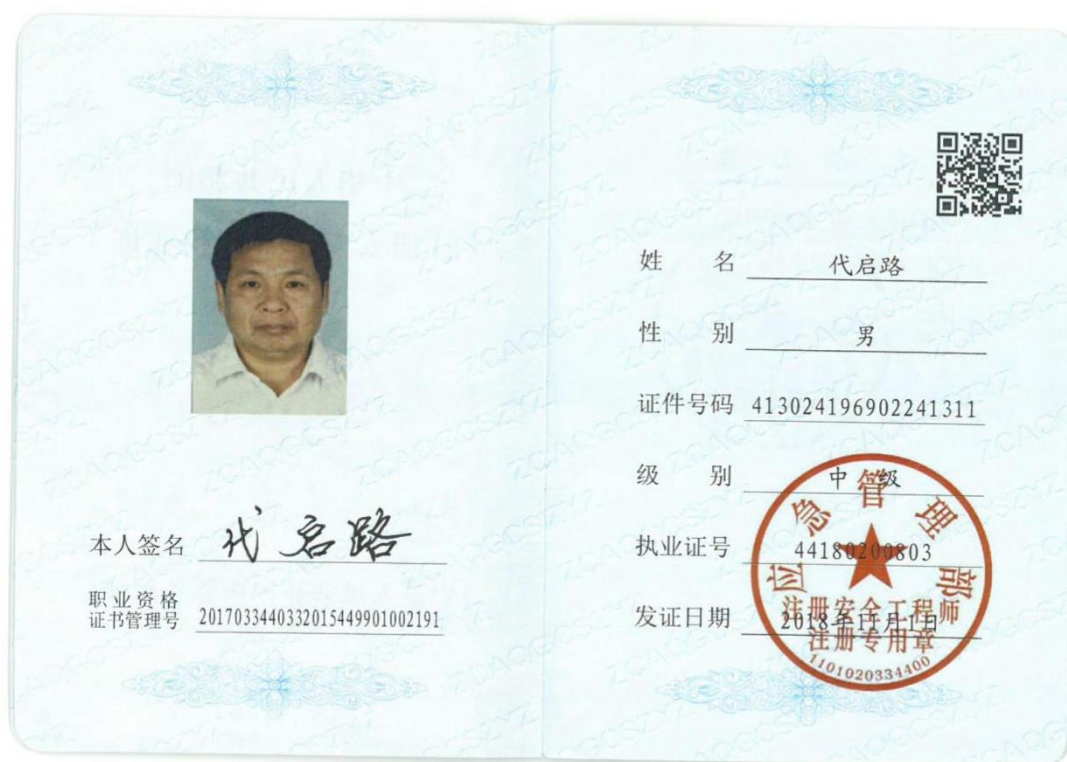 本人签名 代启路
职业资格
证书管理号 2017033440332015449901002191
姓 名 代启路
性 别 男
证件号码 413024196902241311
级 别 中 级
执业证号 44180200803
发证日期 2018年11月1日
应急管理部
注册安全工程师
注册专用章
1101020334400